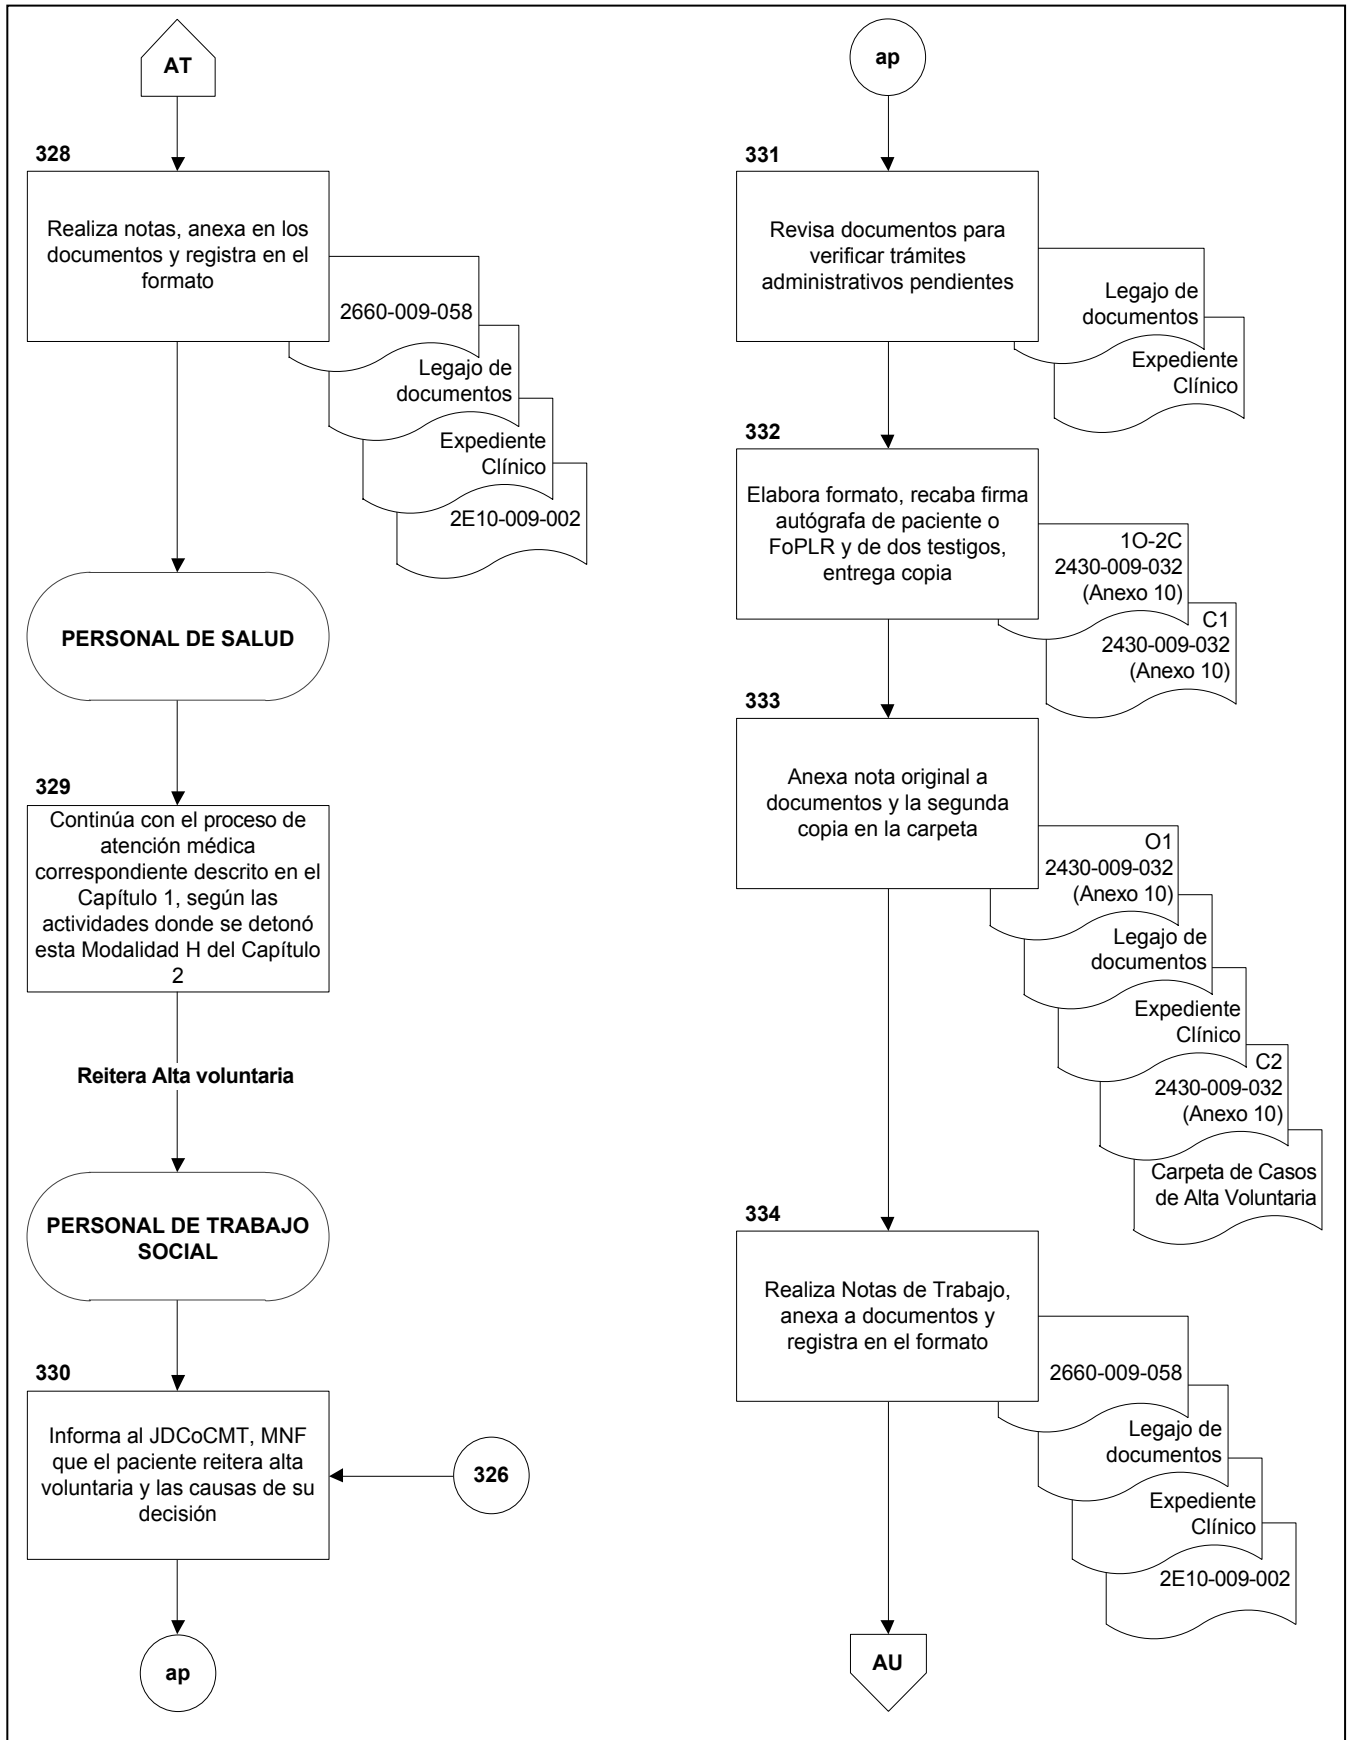 AT
328
Realiza notas, anexa en los
documentos y registra en el
formato
2660-009-058
Legajo de
documentos
Expediente
Clínico
2E10-009-002
PERSONAL DE SALUD
329
Continúa con el proceso de
atención médica
correspondiente descrito en el
Capítulo 1, según las
actividades donde se detonó
esta Modalidad H del Capítulo
2
Reitera Alta voluntaria
PERSONAL DE TRABAJO
SOCIAL
330
Informa al JDCoCMT, MNF
que el paciente reitera alta
voluntaria y las causas de su
decisión
326
ap
ap
331
Revisa documentos para
verificar trámites
administrativos pendientes
Legajo de
documentos
Expediente
Clínico
332
Elabora formato, recaba firma
autógrafa de paciente o
FoPLR y de dos testigos,
entrega copia
1O-2C
2430-009-032
(Anexo 10)
C1
2430-009-032
(Anexo 10)
333
Anexa nota original a
documentos y la segunda
copia en la carpeta
O1
2430-009-032
(Anexo 10)
Legajo de
documentos
Expediente
Clínico
C2
2430-009-032
(Anexo 10)
Carpeta de Casos
de Alta Voluntaria
334
Realiza Notas de Trabajo,
anexa a documentos y
registra en el formato
2660-009-058
Legajo de
documentos
Expediente
Clínico
2E10-009-002
AU